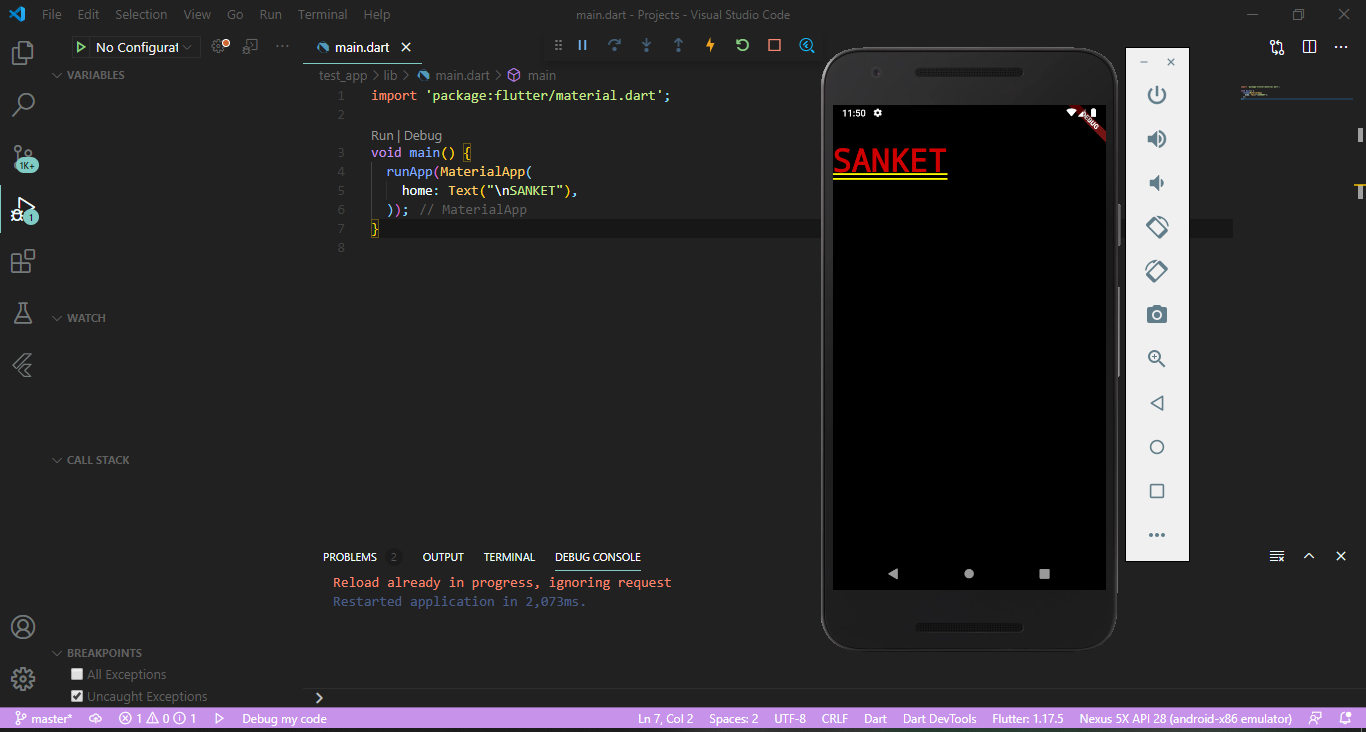 File Edit Selection View Go Run Terminal Help main.dart - Projects - Visual Studio Code
No Configurat
main.dart
VARIABLES
test_app > lib > main.dart > main
1 import 'package:flutter/material.dart';
2
Run | Debug
3 void main() {
4 runApp(MaterialApp(
5 home: Text("\nSANKET"),
6 )); // MaterialApp
7 }
8
1K+
1
WATCH
CALL STACK
BREAKPOINTS
All Exceptions
Uncaught Exceptions
11:50
DEBUG
SANKET
PROBLEMS 2 OUTPUT TERMINAL DEBUG CONSOLE
Reload already in progress, ignoring request
Restarted application in 2,073ms.
master* 1 0 1 Debug my code Ln 7, Col 2 Spaces: 2 UTF-8 CRLF Dart Dart DevTools Flutter: 1.17.5 Nexus 5X API 28 (android-x86 emulator)